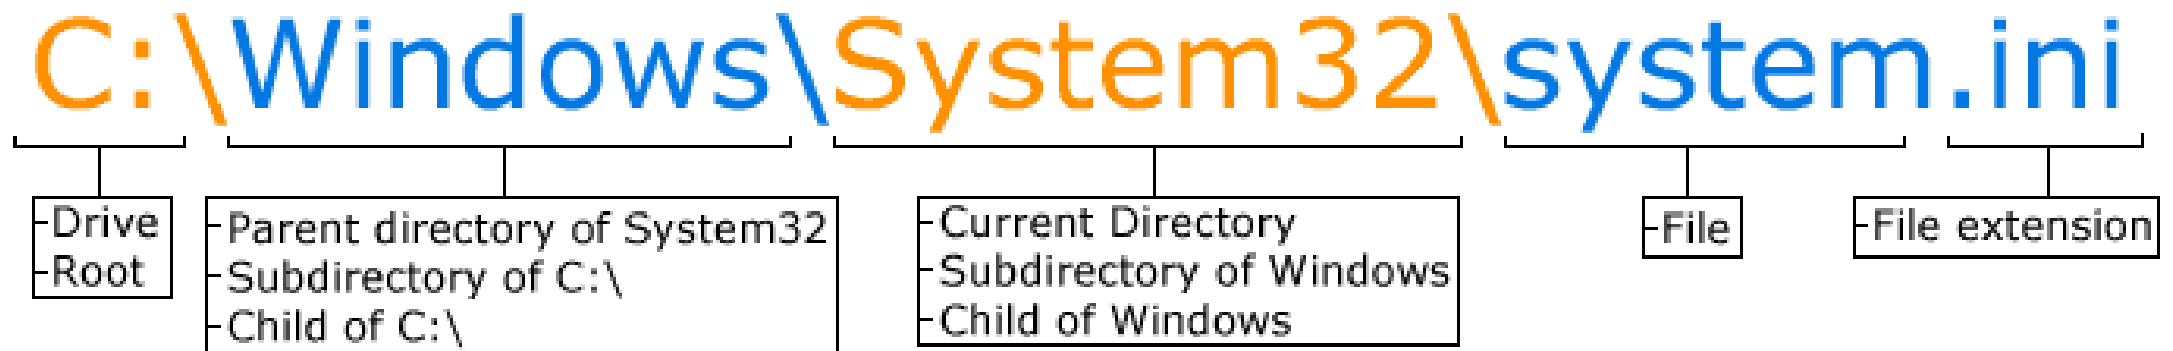 C:\Windows\System32\system.ini
-Drive
-Root
-Parent directory of System32
-Subdirectory of C:\
-Child of C:\
-Current Directory
-Subdirectory of Windows
-Child of Windows
-File
-File extension